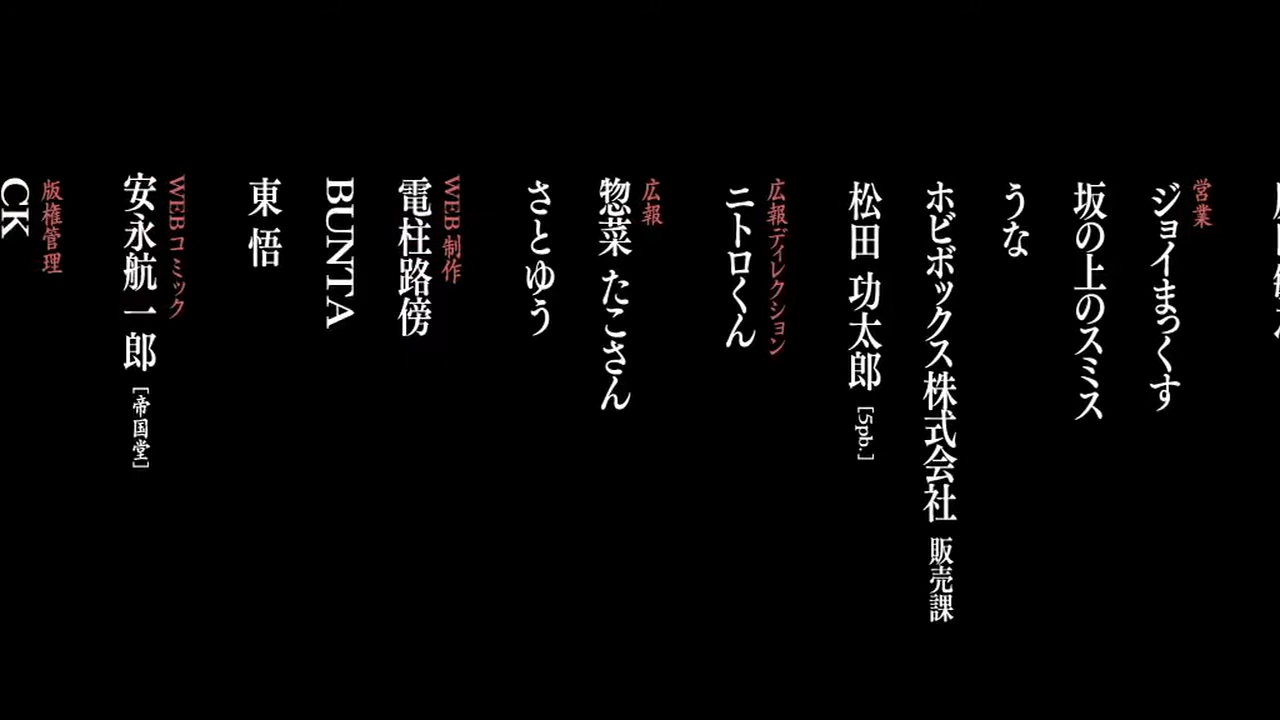 営業
ジョイまっくす
坂の上のスミス
うな
ホビボックス株式会社 販売課
松田 功太郎 [5pb.]
広報ディレクション
ニトロくん
広報
惣菜 たこさん
さとゆう
WEB制作
電柱路傍
BUNTA
東 悟
WEBコミック
安永航一郎 [帝国堂]
版権管理
CK